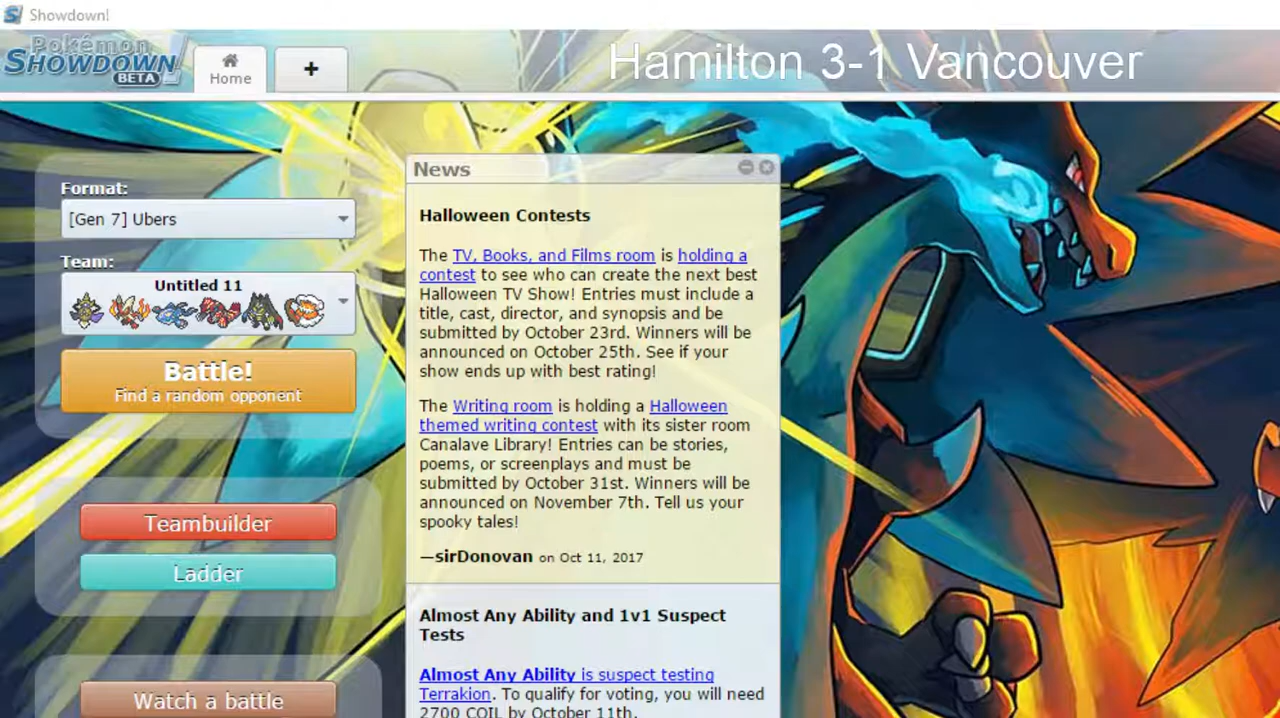 Showdown!
Pokémon
SHOWDOWN
BETA
Home
+
Hamilton 3-1 Vancouver
Format:
[Gen 7] Ubers
Team:
Untitled 11
Battle!
Find a random opponent
Teambuilder
Ladder
Watch a battle
News
Halloween Contests
The TV, Books, and Films room is holding a
contest to see who can create the next best
Halloween TV Show! Entries must include a
title, cast, director, and synopsis and be
submitted by October 23rd. Winners will be
announced on October 25th. See if your
show ends up with best rating!
The Writing room is holding a Halloween
themed writing contest with its sister room
Canalave Library! Entries can be stories,
poems, or screenplays and must be
submitted by October 31st. Winners will be
announced on November 7th. Tell us your
spooky tales!
—sirDonovan on Oct 11, 2017
Almost Any Ability and 1v1 Suspect
Tests
Almost Any Ability is suspect testing
Terrakion. To qualify for voting, you will need
2700 COIL by October 11th.